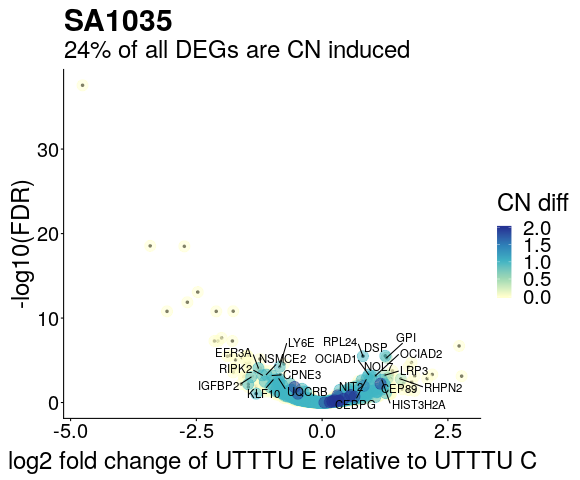 SA1035
24% of all DEGs are CN induced
-log10(FDR)
30
20
10
0
-5.0
-2.5
0.0
2.5
log2 fold change of UTTTU E relative to UTTTU C
CN diff
2.0
1.5
1.0
0.5
0.0
LY6E
RPL24
DSP
GPI
EFR3A
NSMCE2
OCIAD1
OCIAD2
RIPK2
CPNE3
NOL7
LRP3
IGFBP2
KLF10
UQCRB
NIT2
CEP89
RHPN2
CEBPG
HIST3H2A